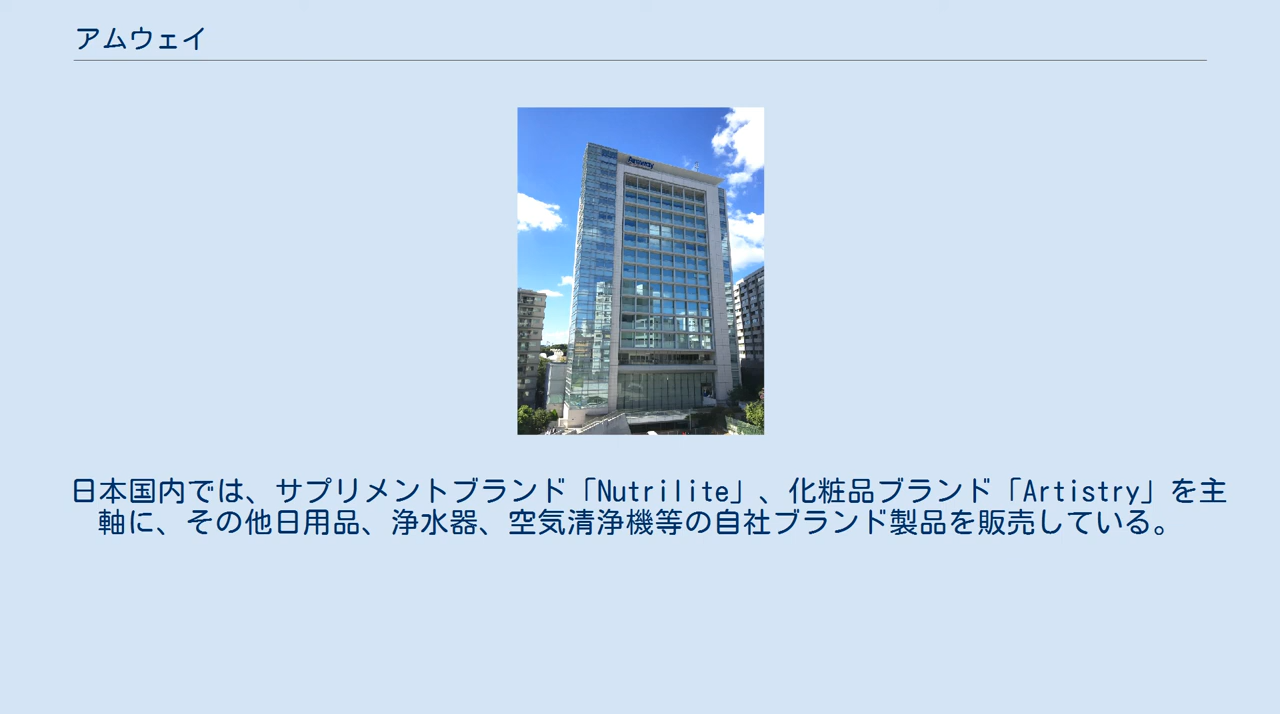 アムウェイ
Amway
日本国内では、サプリメントブランド「Nutrilite」、化粧品ブランド「Artistry」を主
軸に、その他日用品、浄水器、空気清浄機等の自社ブランド製品を販売している。